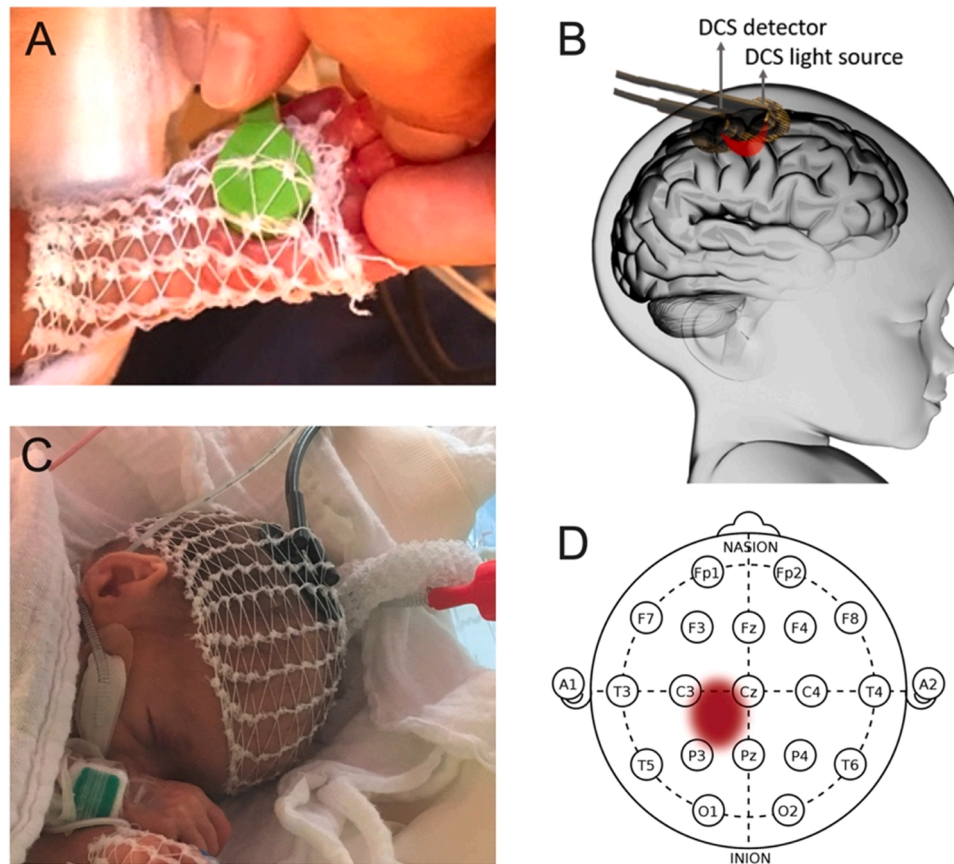 A
B
DCS detector
DCS light source
C
D
NASION
Fp1 Fp2
F7 F3 Fz F4 F8
A1 T3 C3 Cz C4 T4 A2
T5 P3 Pz P4 T6
O1 O2
INION